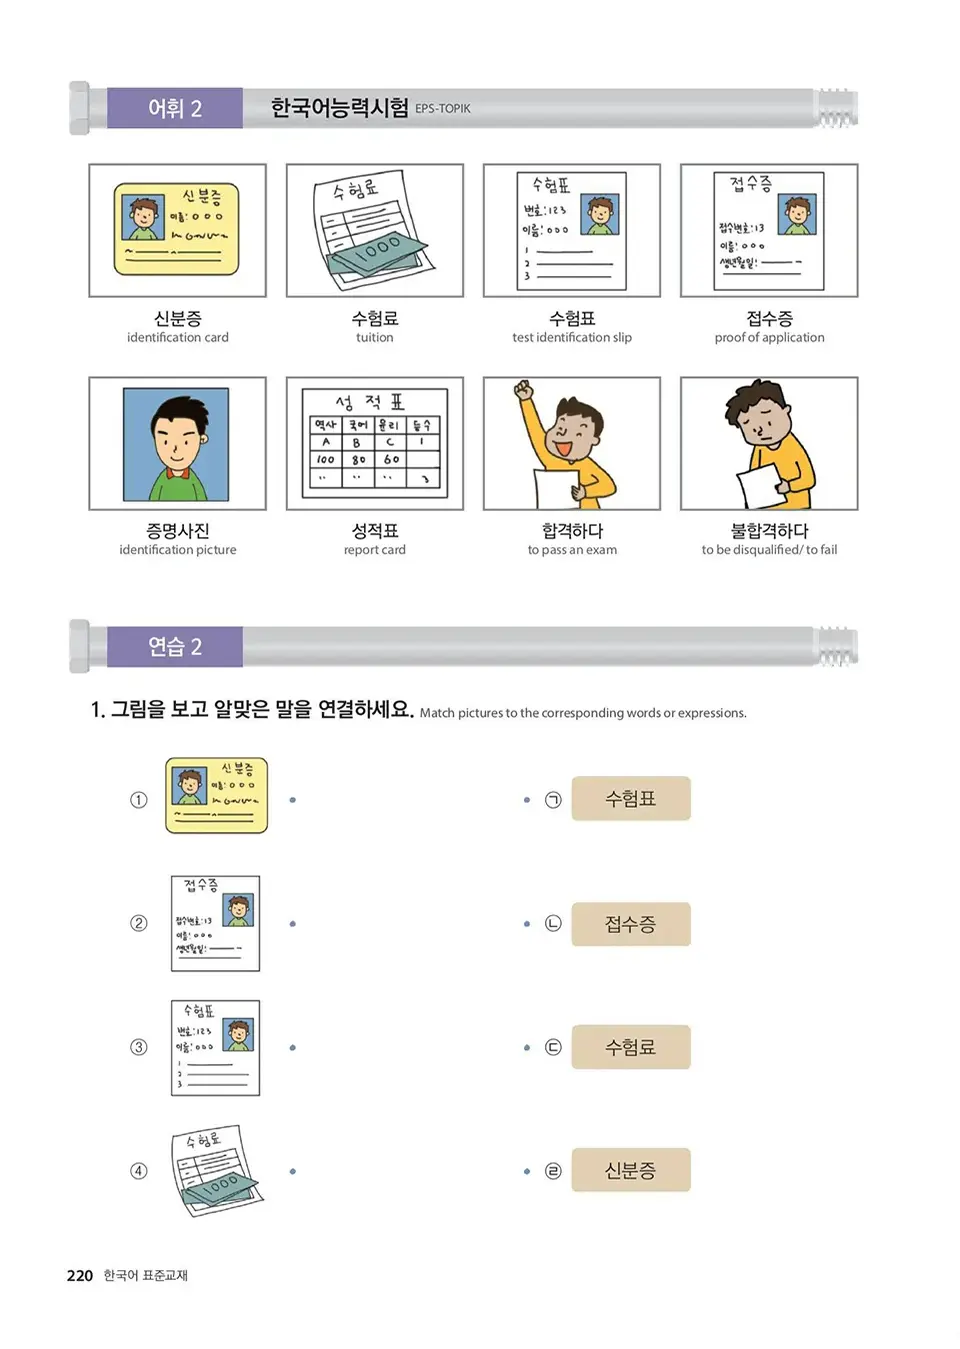 어휘 2
한국어능력시험 EPS-TOPIK
신분증
이름: ㅇㅇㅇ
수험료
1000
수험표
번호:123
이름:ㅇㅇㅇ
1
2
3
접수증
접수번호:13
이름:ㅇㅇㅇ
생년월일:
신분증
identification card
수험료
tuition
수험표
test identification slip
접수증
proof of application
성적표
역사 국어 윤리 등수
A B C 1
100 80 60
" " " 3
증명사진
identification picture
성적표
report card
합격하다
to pass an exam
불합격하다
to be disqualified/ to fail
연습 2
1. 그림을 보고 알맞은 말을 연결하세요. Match pictures to the corresponding words or expressions.
①
신분증
이름:ㅇㅇㅇ
㉠ 수험표
②
접수증
접수번호:13
이름:ㅇㅇㅇ
생년월일:
㉡ 접수증
③
수험표
번호:123
이름:ㅇㅇㅇ
1
2
3
㉢ 수험료
④
수험료
1000
㉣ 신분증
220 한국어 표준교재